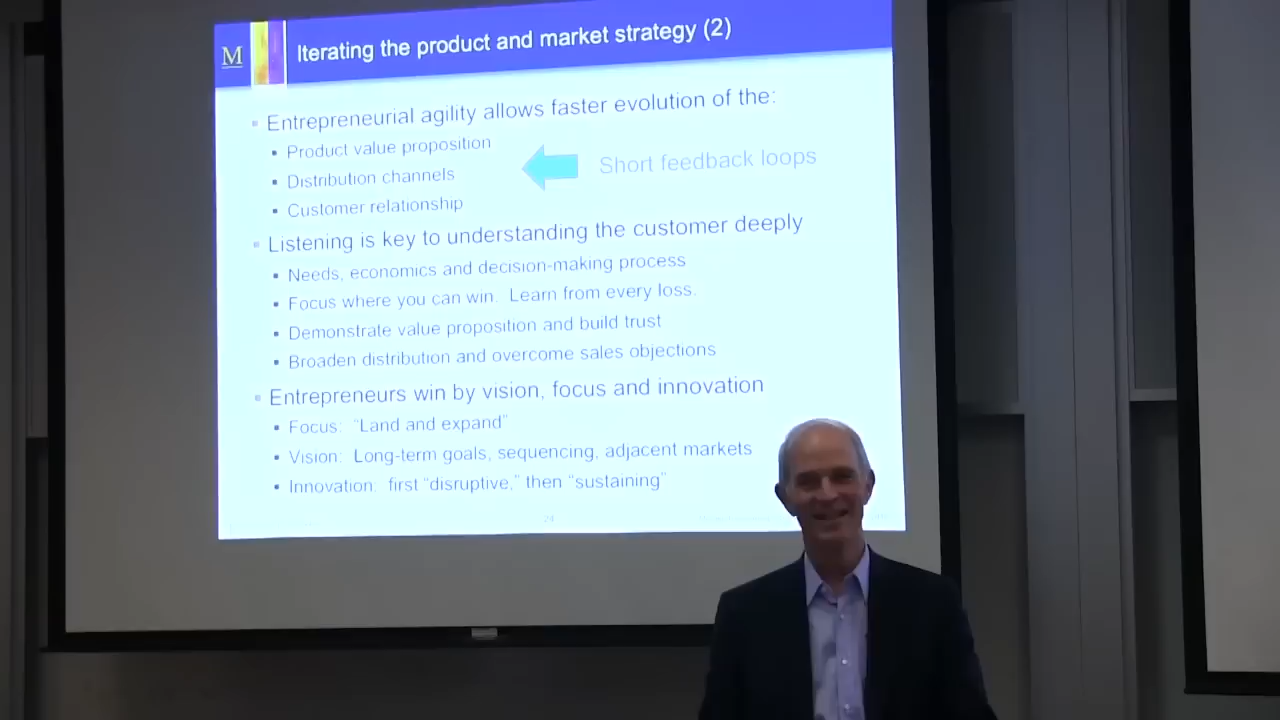 M
Iterating the product and market strategy (2)
Entrepreneurial agility allows faster evolution of the:
Product value proposition
Distribution channels
Customer relationship
Short feedback loops
Listening is key to understanding the customer deeply
Needs, economics and decision-making process
Focus where you can win. Learn from every loss.
Demonstrate value proposition and build trust
Broaden distribution and overcome sales objections
Entrepreneurs win by vision, focus and innovation
Focus: “Land and expand”
Vision: Long-term goals, sequencing, adjacent markets
Innovation: first “disruptive,” then “sustaining”
24